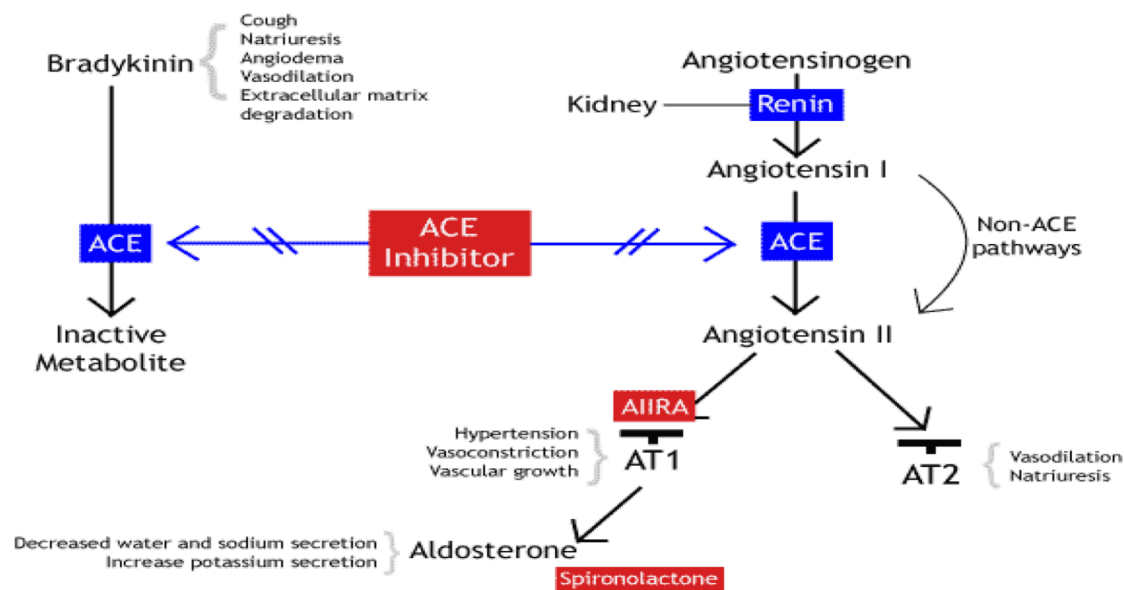 Bradykinin
Cough
Natriuresis
Angiodema
Vasodilation
Extracellular matrix
degradation
Angiotensinogen
Kidney
Renin
Angiotensin I
ACE
ACE
Inhibitor
ACE
Non-ACE
pathways
Inactive
Metabolite
Angiotensin II
AIIRA
Hypertension
Vasoconstriction
Vascular growth
AT1
AT2
Vasodilation
Natriuresis
Decreased water and sodium secretion
Increase potassium secretion
Aldosterone
Spironolactone